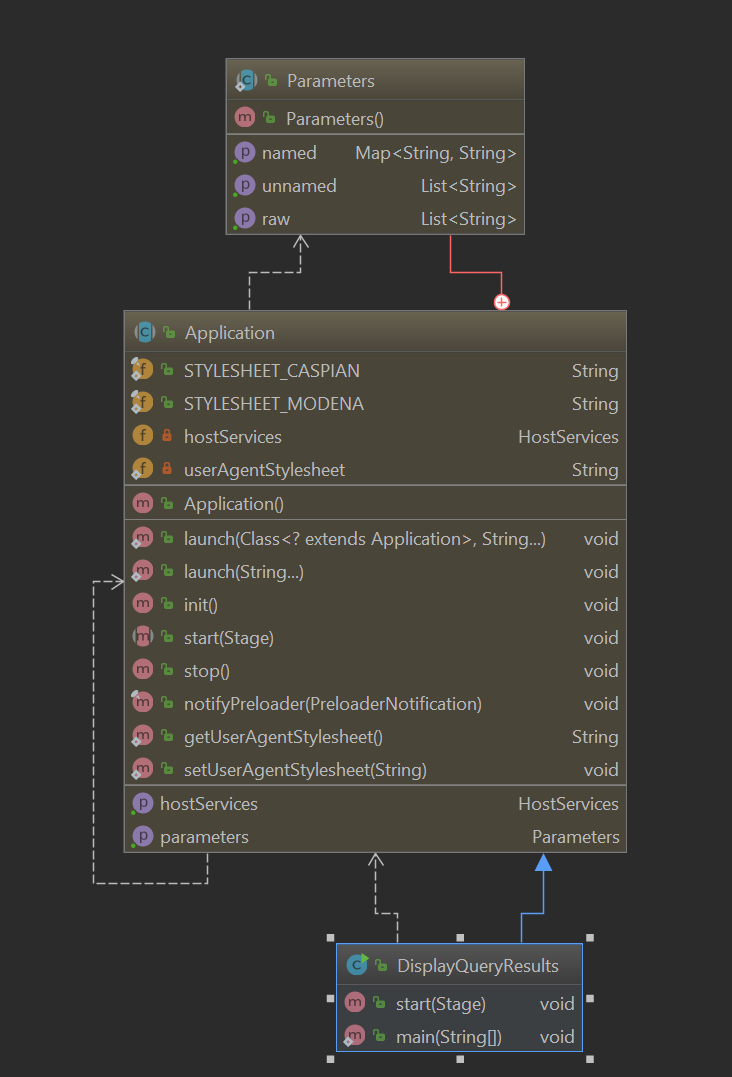 Parameters
Parameters()
named Map<String, String>
unnamed List<String>
raw List<String>
Application
STYLESHEET_CASPIAN String
STYLESHEET_MODENA String
hostServices HostServices
userAgentStylesheet String
Application()
launch(Class<? extends Application>, String...) void
launch(String...) void
init() void
start(Stage) void
stop() void
notifyPreloader(PreloaderNotification) void
getUserAgentStylesheet() String
setUserAgentStylesheet(String) void
hostServices HostServices
parameters Parameters
DisplayQueryResults
start(Stage) void
main(String[]) void